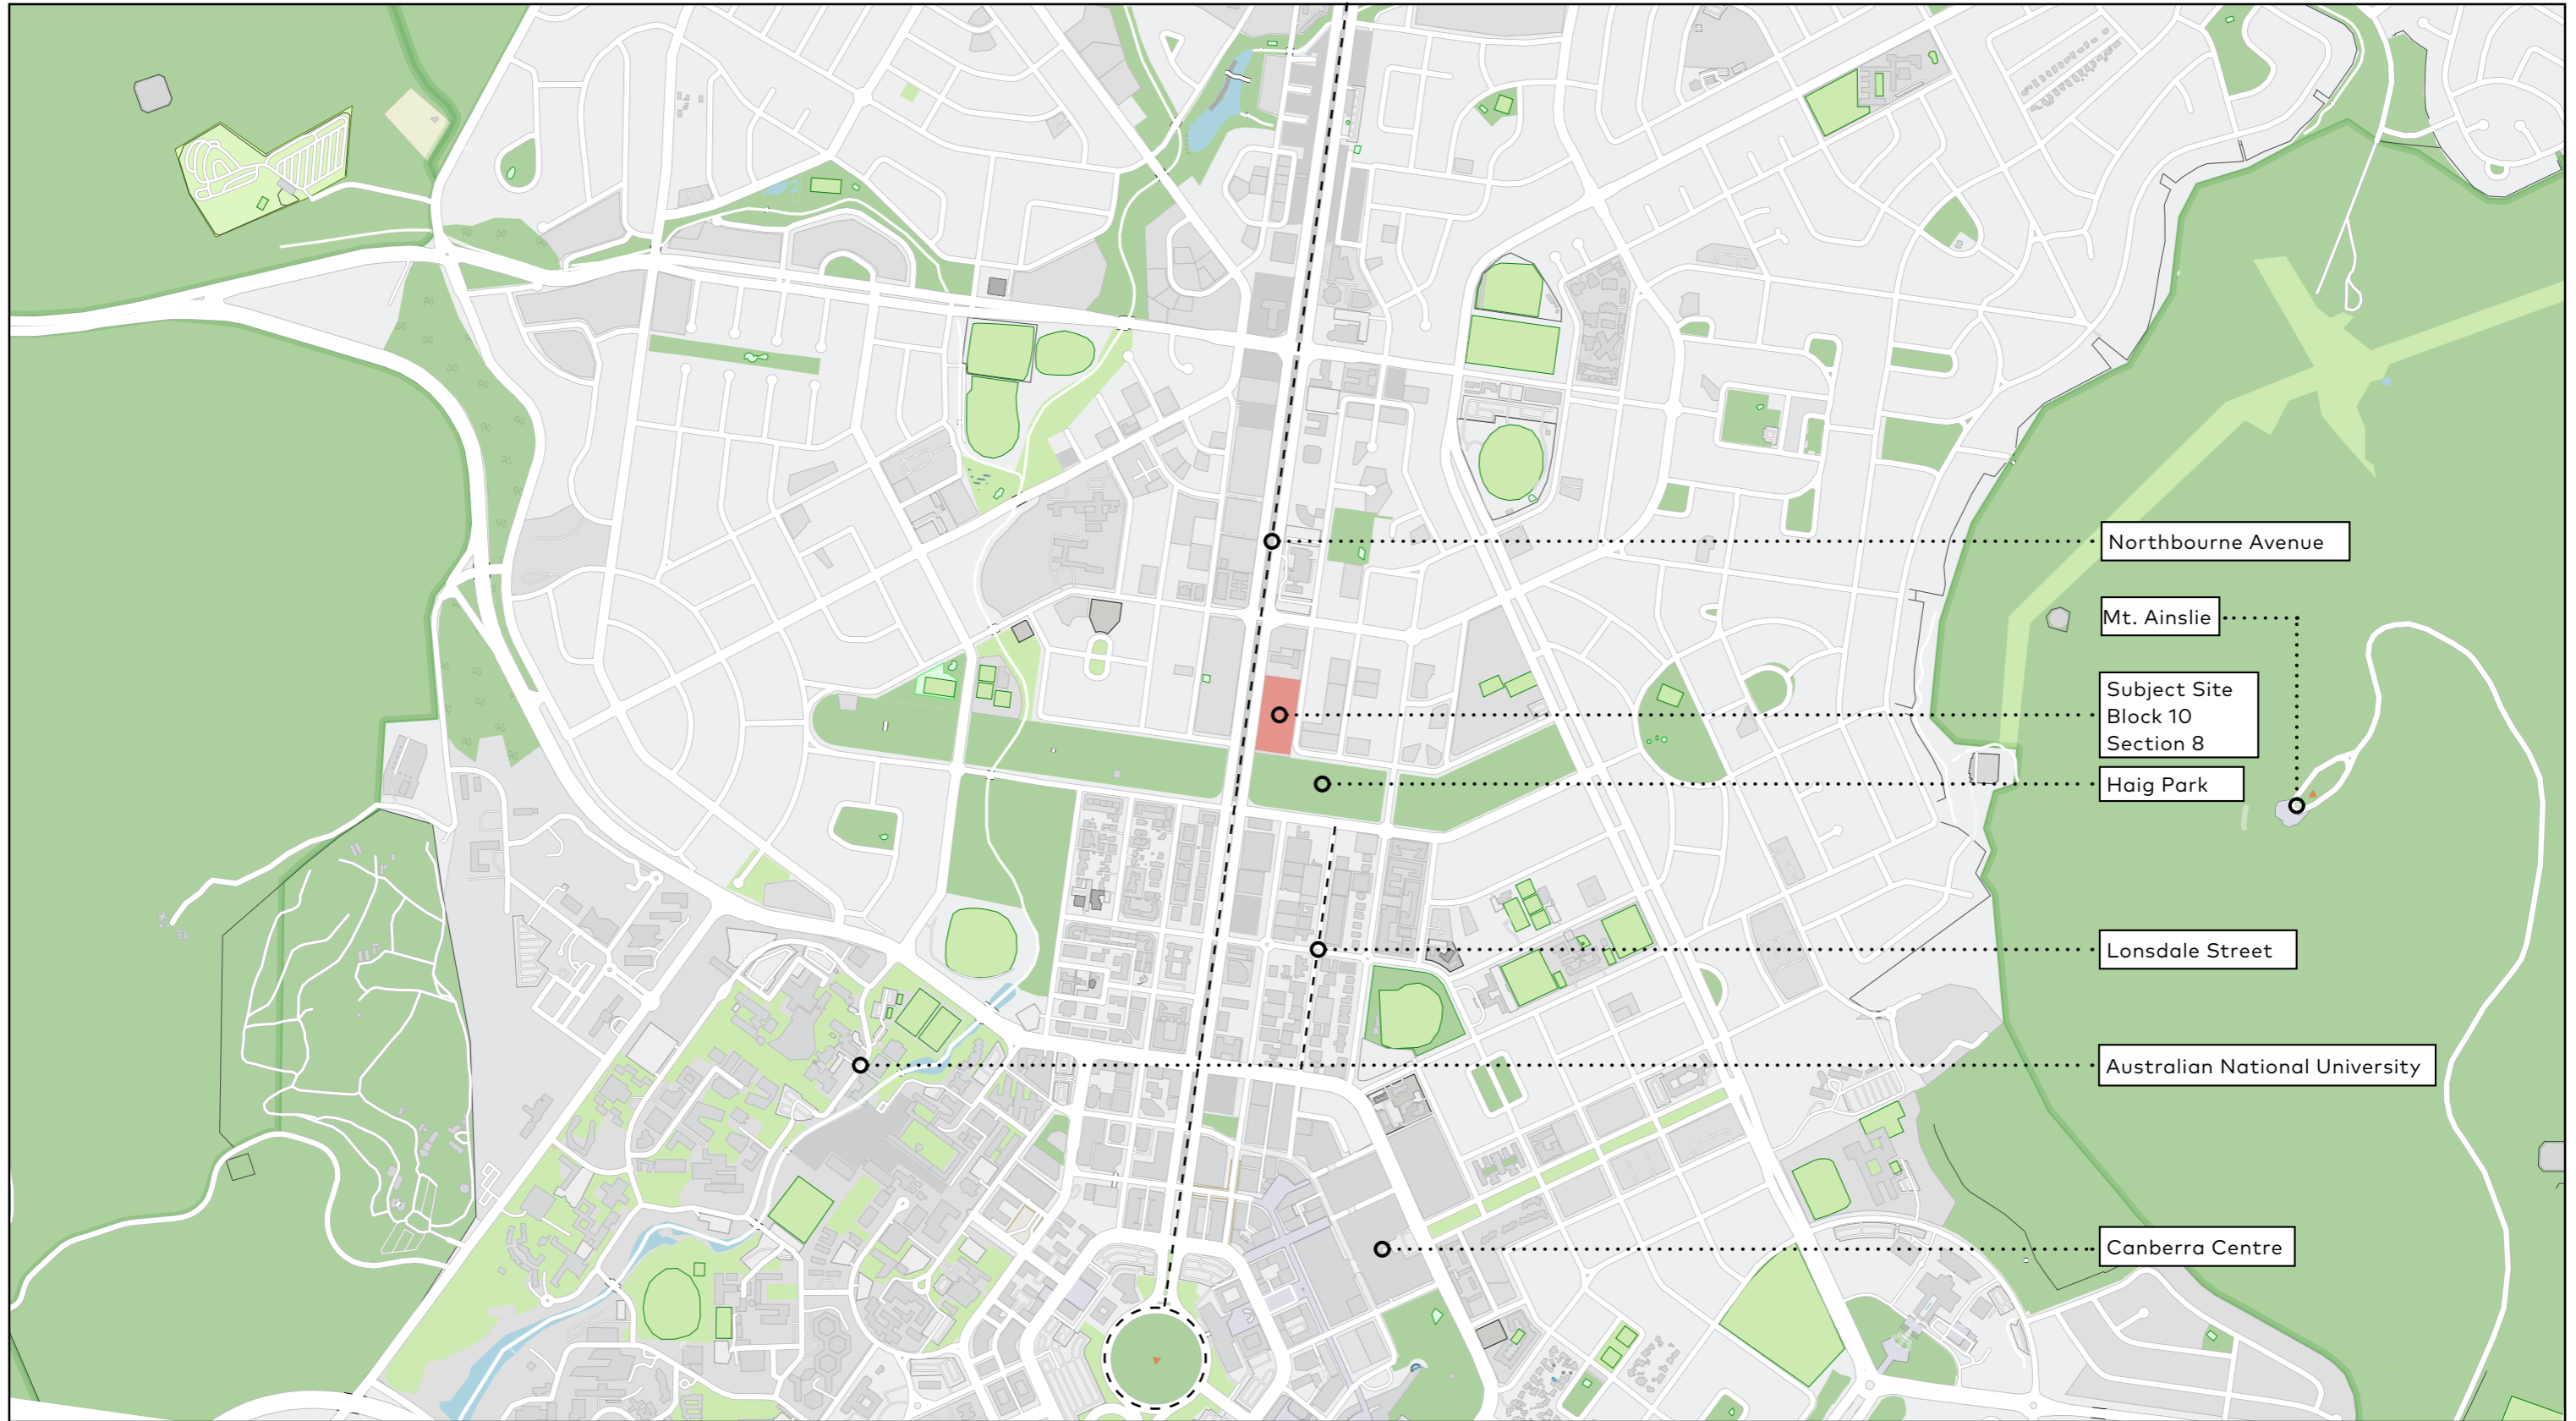 Northbourne Avenue
Mt. Ainslie
Subject Site
Block 10
Section 8
Haig Park
Lonsdale Street
Australian National University
Canberra Centre